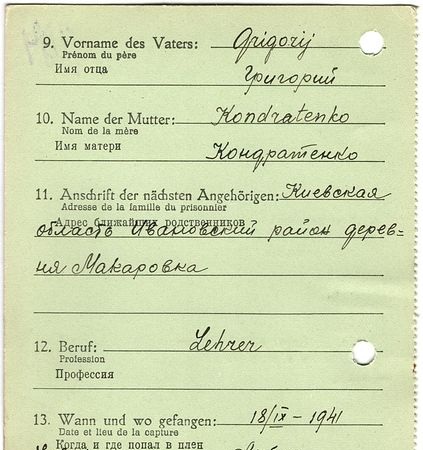 9. Vorname des Vaters: Grigorij
Prénom du père
Имя отца Григорий
10. Name der Mutter: Kondratenko
Nom de la mère
Имя матери Кондратенко
11. Anschrift der nächsten Angehörigen: Киевская
Adresse de la famille du prisonnier
Адрес ближайших родственников
область Ивановский район дерев=
ня Макаровка
12. Beruf: Lehrer
Profession
Профессия
13. Wann und wo gefangen: 18/IX - 1941
Date et lieu de la capture
Когда и где попал в плен